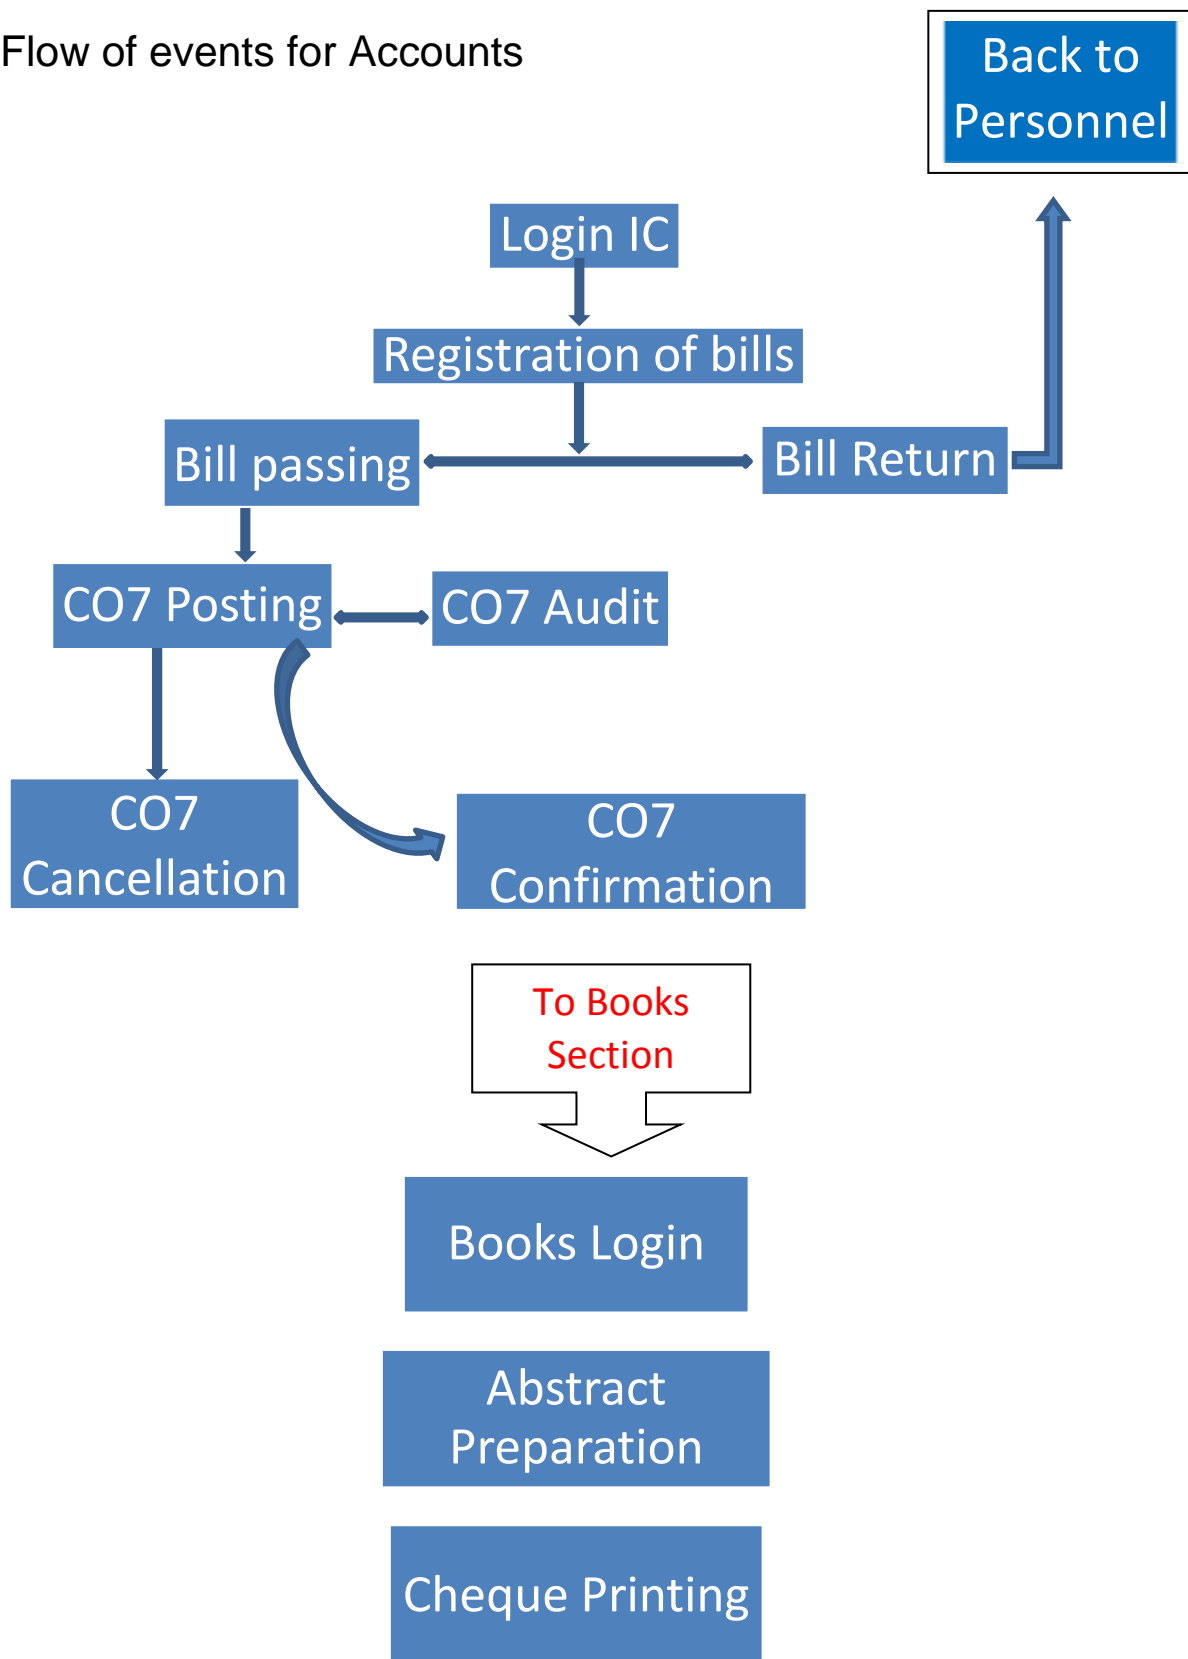 Flow of events for Accounts
Back to
Personnel
Login IC
Registration of bills
Bill passing
Bill Return
CO7 Posting
CO7 Audit
CO7
Cancellation
CO7
Confirmation
To Books
Section
Books Login
Abstract
Preparation
Cheque Printing